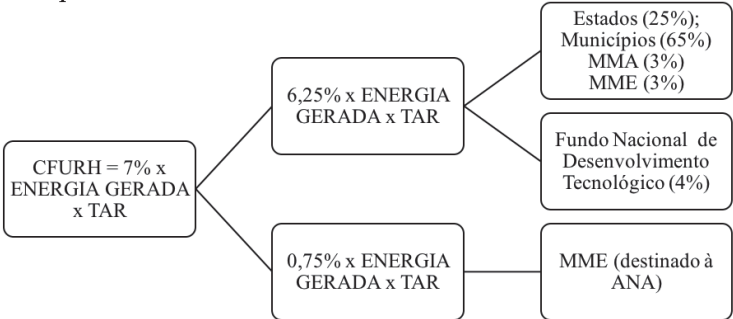 CFURH = 7% x
ENERGIA GERADA
x TAR
6,25% x ENERGIA
GERADA x TAR
Estados (25%);
Municípios (65%)
MMA (3%)
MME (3%)
Fundo Nacional de
Desenvolvimento
Tecnológico (4%)
0,75% x ENERGIA
GERADA x TAR
MME (destinado à
ANA)